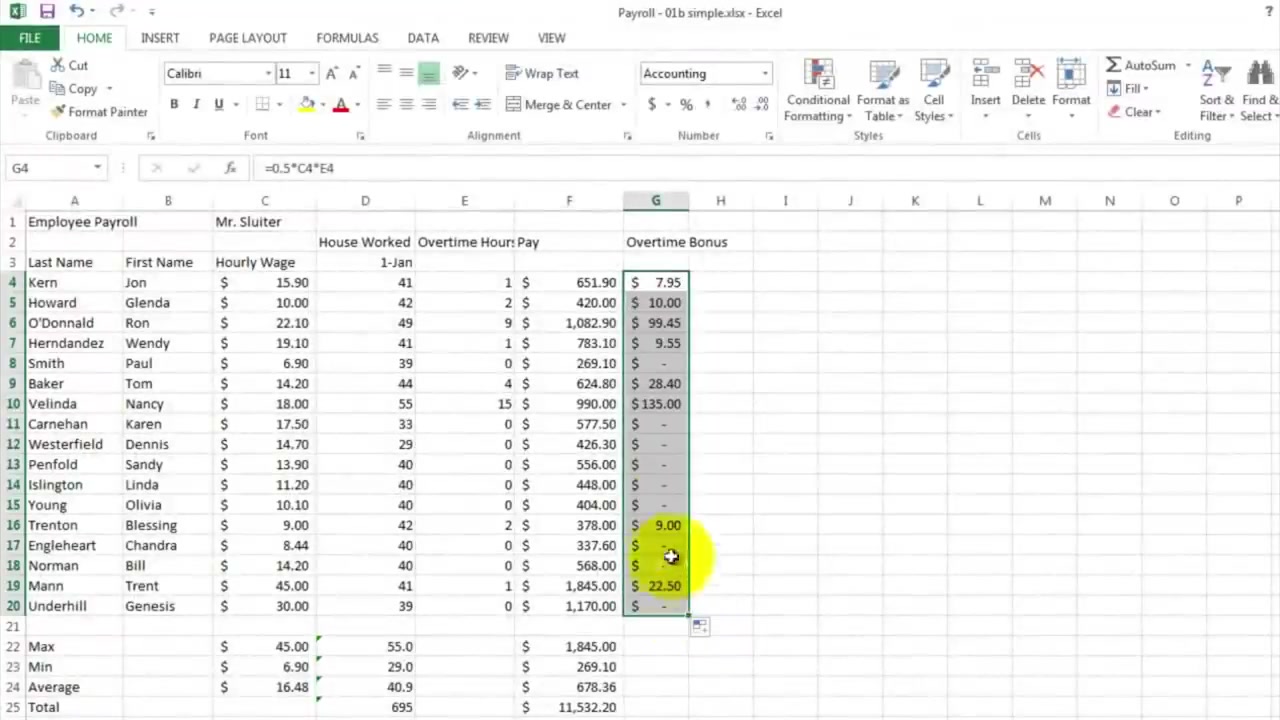 Payroll - 01b simple.xlsx - Excel ?
FILE HOME INSERT PAGE LAYOUT FORMULAS DATA REVIEW VIEW
Paste Cut Copy Format Painter
Calibri 11 A A
B I U A
Wrap Text
Merge & Center
Accounting
$ % ,
Conditional Formatting Format as Table Cell Styles
Insert Delete Format
AutoSum Fill Clear
Sort & Filter Find & Select
Clipboard Font Alignment Number Styles Cells Editing
G4 fx =0.5*C4*E4
A B C D E F G H I J K L M N O P
1 Employee Payroll Mr. Sluiter
2 House Worked Overtime Hours Pay Overtime Bonus
3 Last Name First Name Hourly Wage 1-Jan
4 Kern Jon $ 15.90 41 1 $ 651.90 $ 7.95
5 Howard Glenda $ 10.00 42 2 $ 420.00 $ 10.00
6 O'Donnald Ron $ 22.10 49 9 $ 1,082.90 $ 99.45
7 Herndandez Wendy $ 19.10 41 1 $ 783.10 $ 9.55
8 Smith Paul $ 6.90 39 0 $ 269.10 $ -
9 Baker Tom $ 14.20 44 4 $ 624.80 $ 28.40
10 Velinda Nancy $ 18.00 55 15 $ 990.00 $ 135.00
11 Carnehan Karen $ 17.50 33 0 $ 577.50 $ -
12 Westerfield Dennis $ 14.70 29 0 $ 426.30 $ -
13 Penfold Sandy $ 13.90 40 0 $ 556.00 $ -
14 Islington Linda $ 11.20 40 0 $ 448.00 $ -
15 Young Olivia $ 10.10 40 0 $ 404.00 $ -
16 Trenton Blessing $ 9.00 42 2 $ 378.00 $ 9.00
17 Engleheart Chandra $ 8.44 40 0 $ 337.60 $ -
18 Norman Bill $ 14.20 40 0 $ 568.00 $ -
19 Mann Trent $ 45.00 41 1 $ 1,845.00 $ 22.50
20 Underhill Genesis $ 30.00 39 0 $ 1,170.00 $ -
21
22 Max $ 45.00 55.0 $ 1,845.00
23 Min $ 6.90 29.0 $ 269.10
24 Average $ 16.48 40.9 $ 678.36
25 Total 695 $ 11,532.20